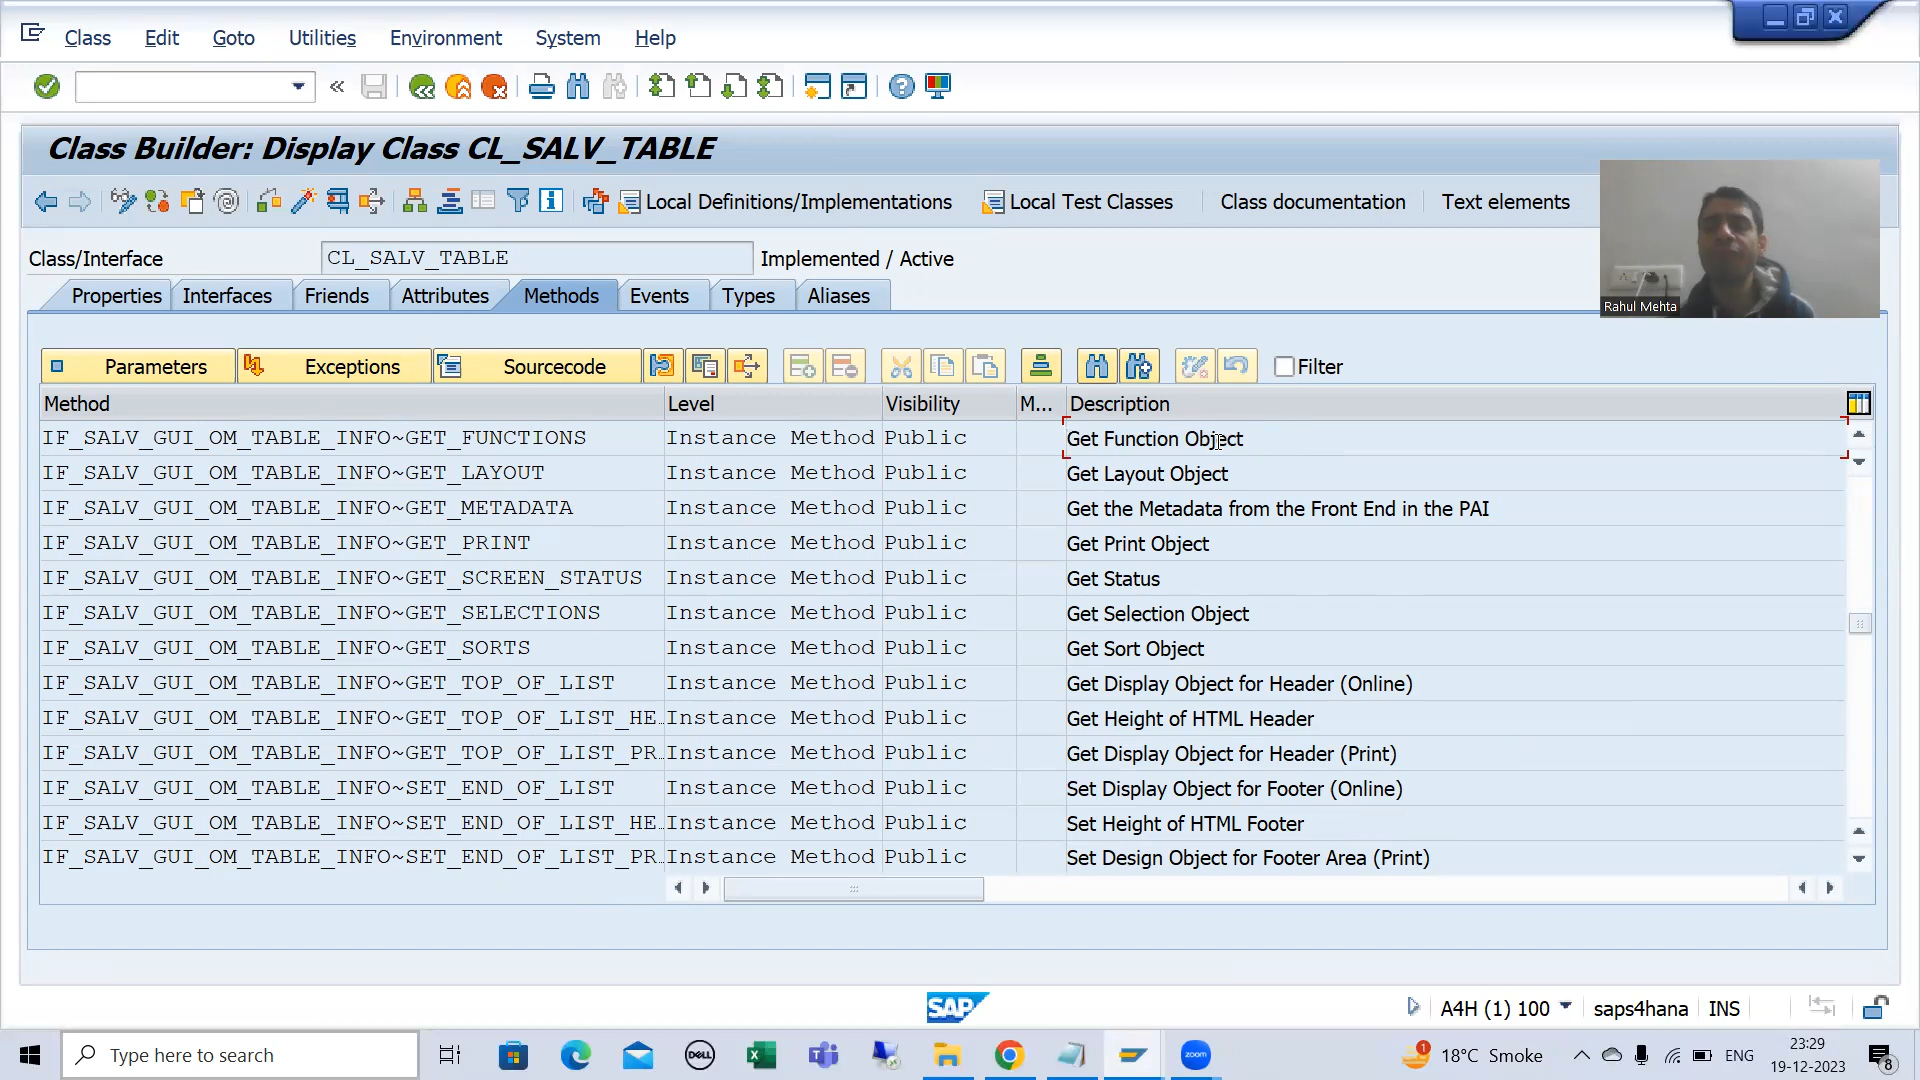 Class Edit Goto Utilities Environment System Help
Class Builder: Display Class CL_SALV_TABLE
Local Definitions/Implementations Local Test Classes Class documentation Text elements
Class/Interface CL_SALV_TABLE Implemented / Active
Rahul Mehta
Properties Interfaces Friends Attributes Methods Events Types Aliases
Parameters Exceptions Sourcecode Filter
Method Level Visibility M... Description
IF_SALV_GUI_OM_TABLE_INFO~GET_FUNCTIONS Instance Method Public Get Function Object
IF_SALV_GUI_OM_TABLE_INFO~GET_LAYOUT Instance Method Public Get Layout Object
IF_SALV_GUI_OM_TABLE_INFO~GET_METADATA Instance Method Public Get the Metadata from the Front End in the PAI
IF_SALV_GUI_OM_TABLE_INFO~GET_PRINT Instance Method Public Get Print Object
IF_SALV_GUI_OM_TABLE_INFO~GET_SCREEN_STATUS Instance Method Public Get Status
IF_SALV_GUI_OM_TABLE_INFO~GET_SELECTIONS Instance Method Public Get Selection Object
IF_SALV_GUI_OM_TABLE_INFO~GET_SORTS Instance Method Public Get Sort Object
IF_SALV_GUI_OM_TABLE_INFO~GET_TOP_OF_LIST Instance Method Public Get Display Object for Header (Online)
IF_SALV_GUI_OM_TABLE_INFO~GET_TOP_OF_LIST_HE… Instance Method Public Get Height of HTML Header
IF_SALV_GUI_OM_TABLE_INFO~GET_TOP_OF_LIST_PR… Instance Method Public Get Display Object for Header (Print)
IF_SALV_GUI_OM_TABLE_INFO~SET_END_OF_LIST Instance Method Public Set Display Object for Footer (Online)
IF_SALV_GUI_OM_TABLE_INFO~SET_END_OF_LIST_HE… Instance Method Public Set Height of HTML Footer
IF_SALV_GUI_OM_TABLE_INFO~SET_END_OF_LIST_PR… Instance Method Public Set Design Object for Footer Area (Print)
SAP A4H (1) 100 saps4hana INS
Type here to search DELL zoom 1 18°C Smoke ENG 23:29
19-12-2023 8